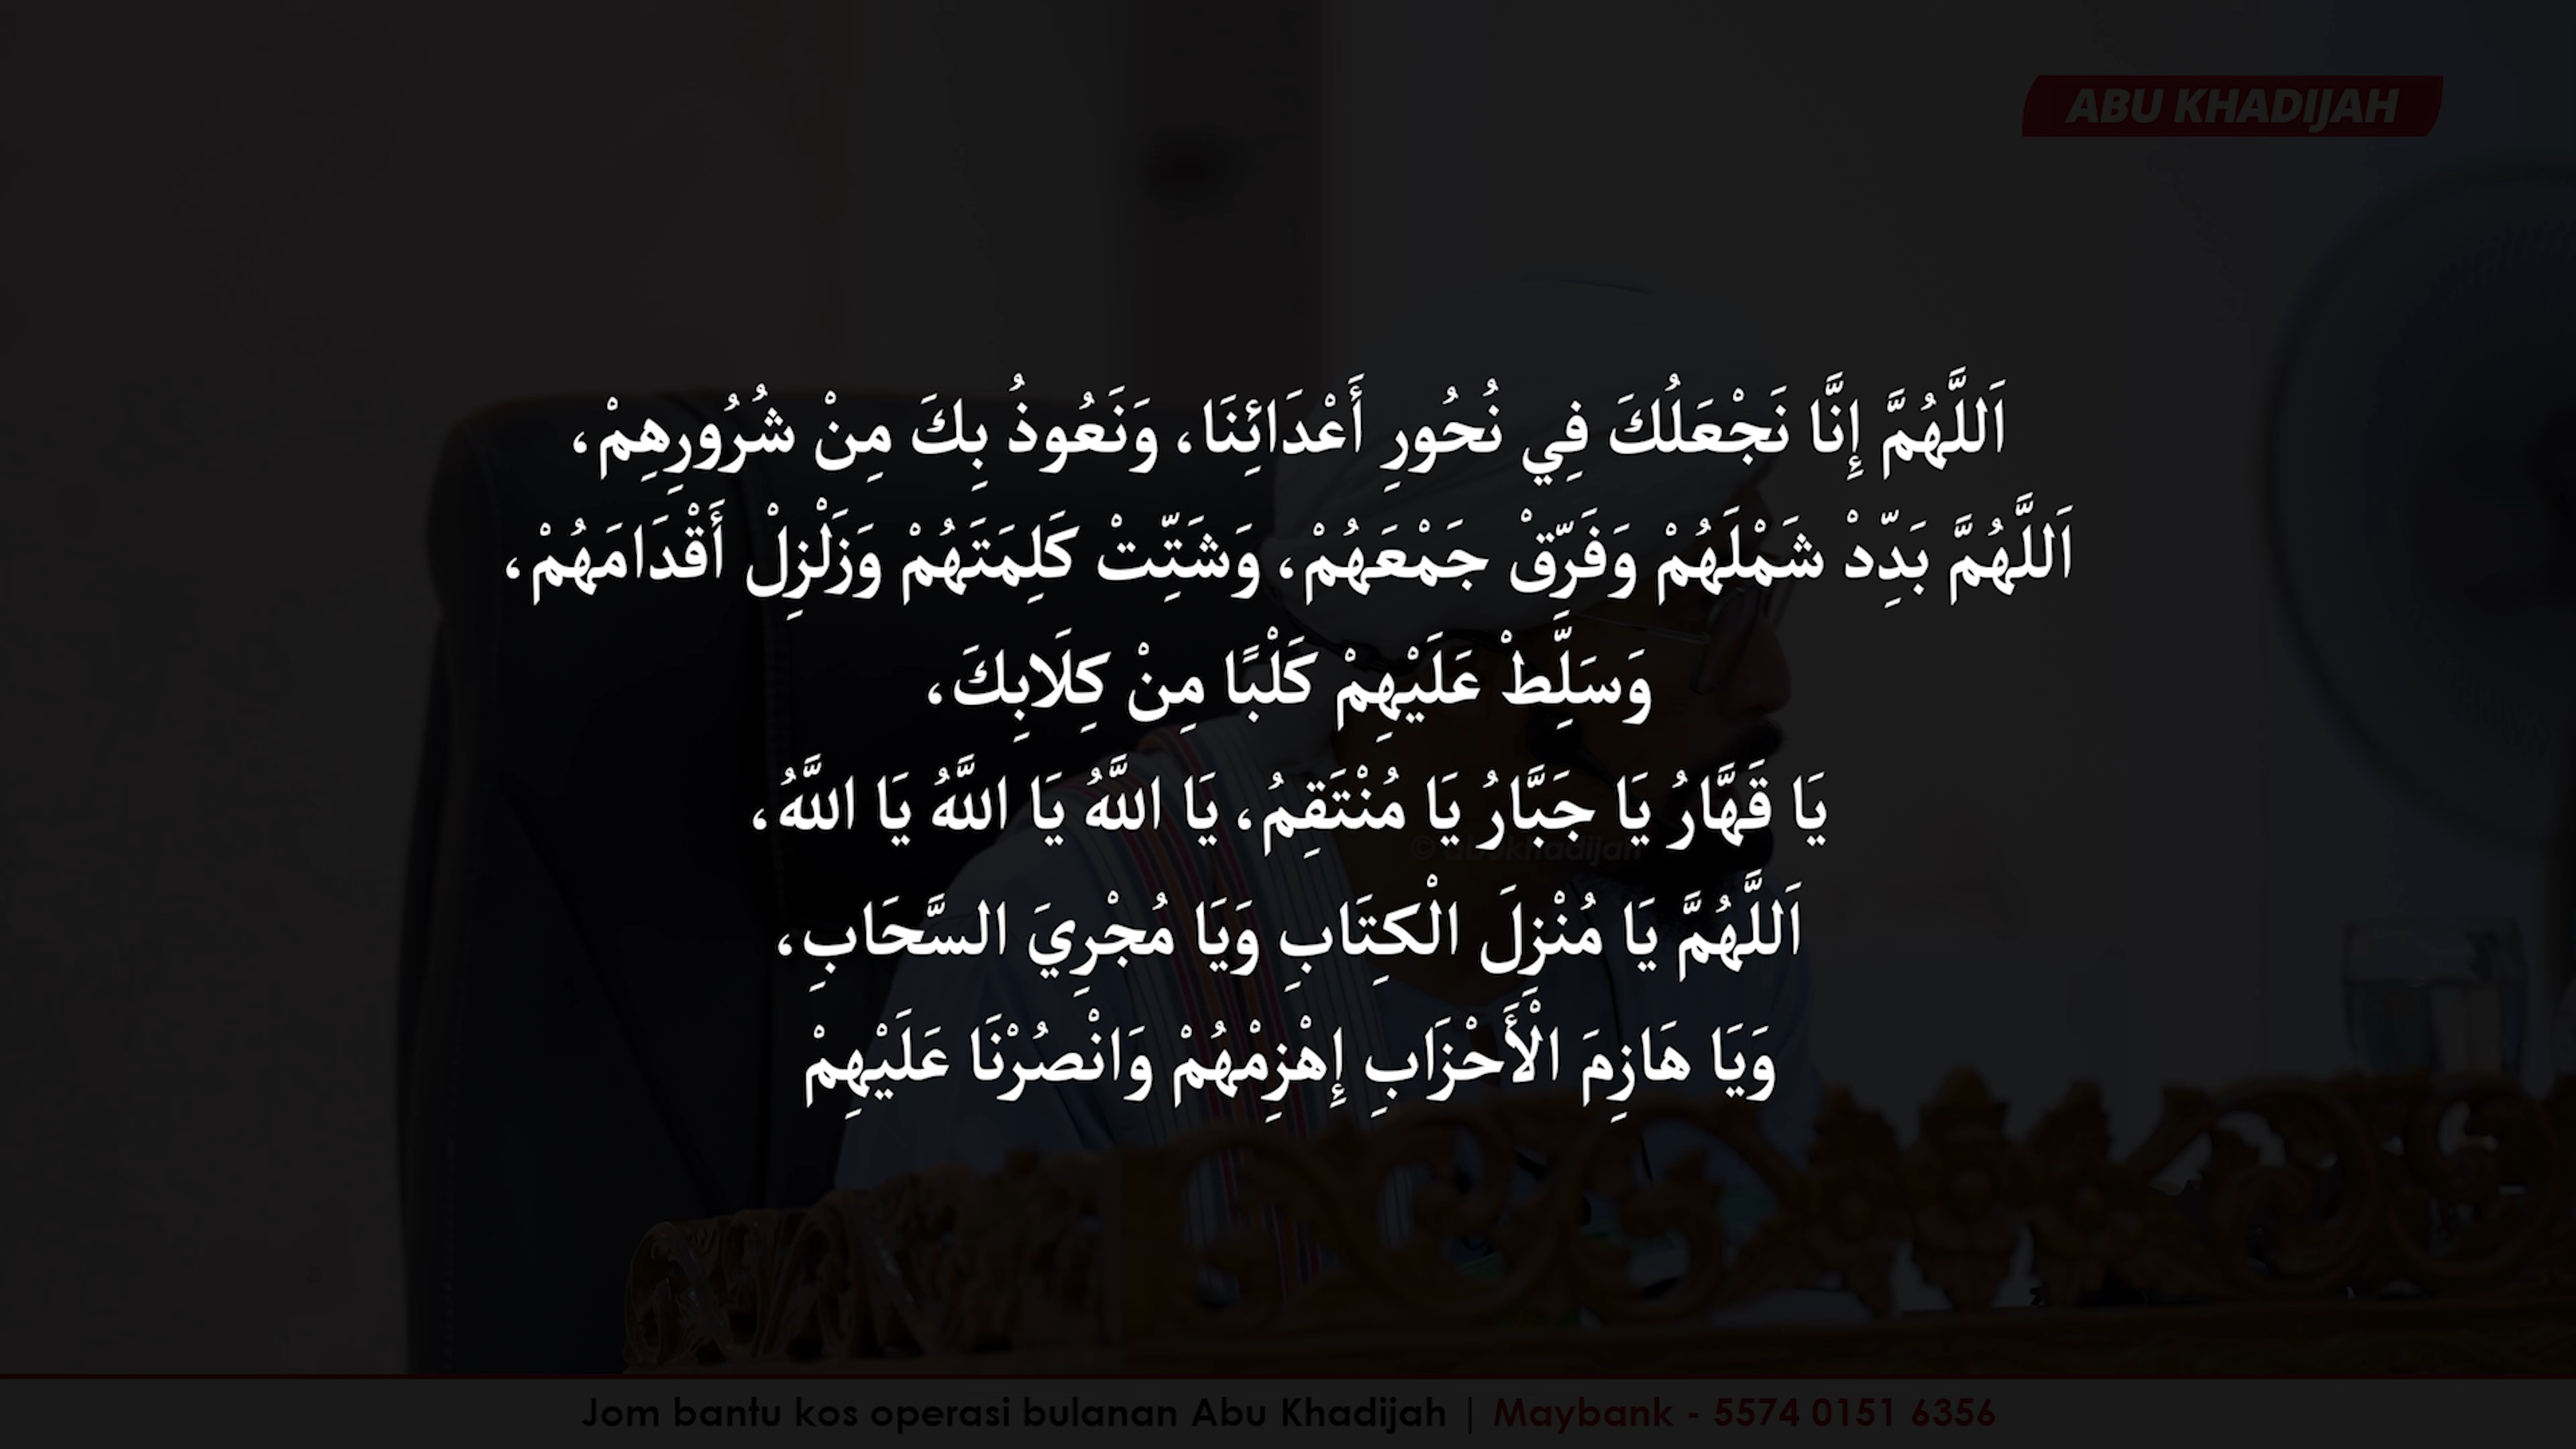 ABU KHADIJAH
اَللَّهُمَّ إِنَّا نَجْعَلُكَ فِي نُحُورِ أَعْدَائِنَا، وَنَعُوذُ بِكَ مِنْ شُرُورِهِمْ،
اَللَّهُمَّ بَدِّدْ شَمْلَهُمْ وَفَرِّقْ جَمْعَهُمْ، وَشَتِّتْ كَلِمَتَهُمْ وَزَلْزِلْ أَقْدَامَهُمْ،
وَسَلِّطْ عَلَيْهِمْ كَلْبًا مِنْ كِلَابِكَ،
يَا قَهَّارُ يَا جَبَّارُ يَا مُنْتَقِمُ، يَا اللَّهُ يَا اللَّهُ يَا اللَّهُ،
© abukhadijah
اَللَّهُمَّ يَا مُنْزِلَ الْكِتَابِ وَيَا مُجْرِيَ السَّحَابِ،
وَيَا هَازِمَ الْأَحْزَابِ إِهْزِمْهُمْ وَانْصُرْنَا عَلَيْهِمْ
Jom bantu kos operasi bulanan Abu Khadijah | Maybank - 5574 0151 6356